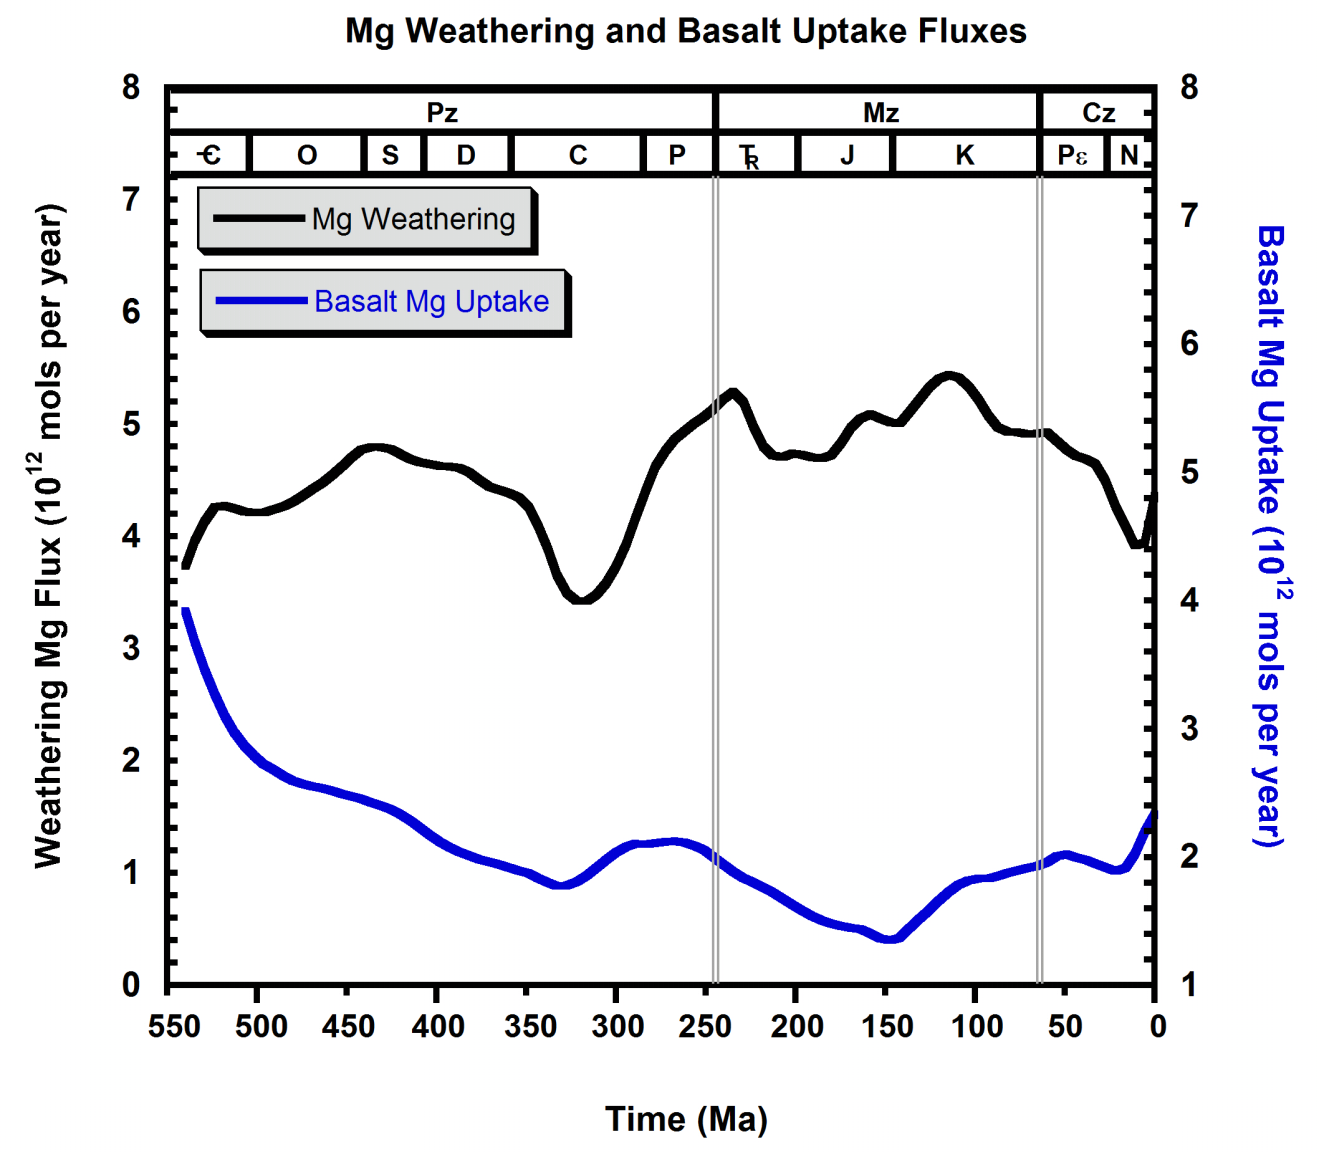 Mg Weathering and Basalt Uptake Fluxes
8
8
Pz
Mz
Cz
-Є
O
S
D
C
P
TR
J
K
Pε
N
7
7
Mg Weathering
Basalt Mg Uptake
6
6
5
5
4
4
3
3
2
2
1
0
1
Weathering Mg Flux (10¹² mols per year)
Basalt Mg Uptake (10¹² mols per year)
550
500
450
400
350
300
250
200
150
100
50
0
Time (Ma)